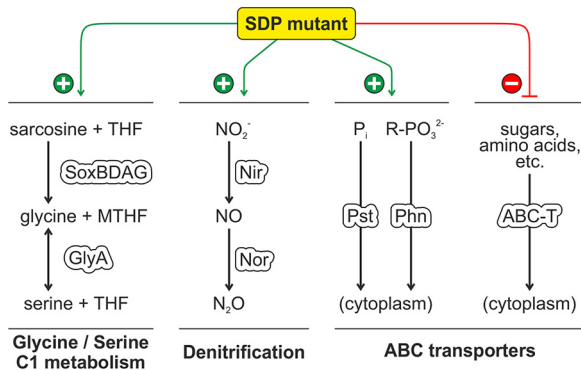 SDP mutant
+ + + −
sarcosine + THF
SoxBDAG
glycine + MTHF
GlyA
serine + THF
Glycine / Serine
C1 metabolism
NO₂⁻
Nir
NO
Nor
N₂O
Denitrification
Pᵢ R-PO₃²⁻
Pst Phn
(cytoplasm)
sugars,
amino acids,
etc.
ABC-T
(cytoplasm)
ABC transporters